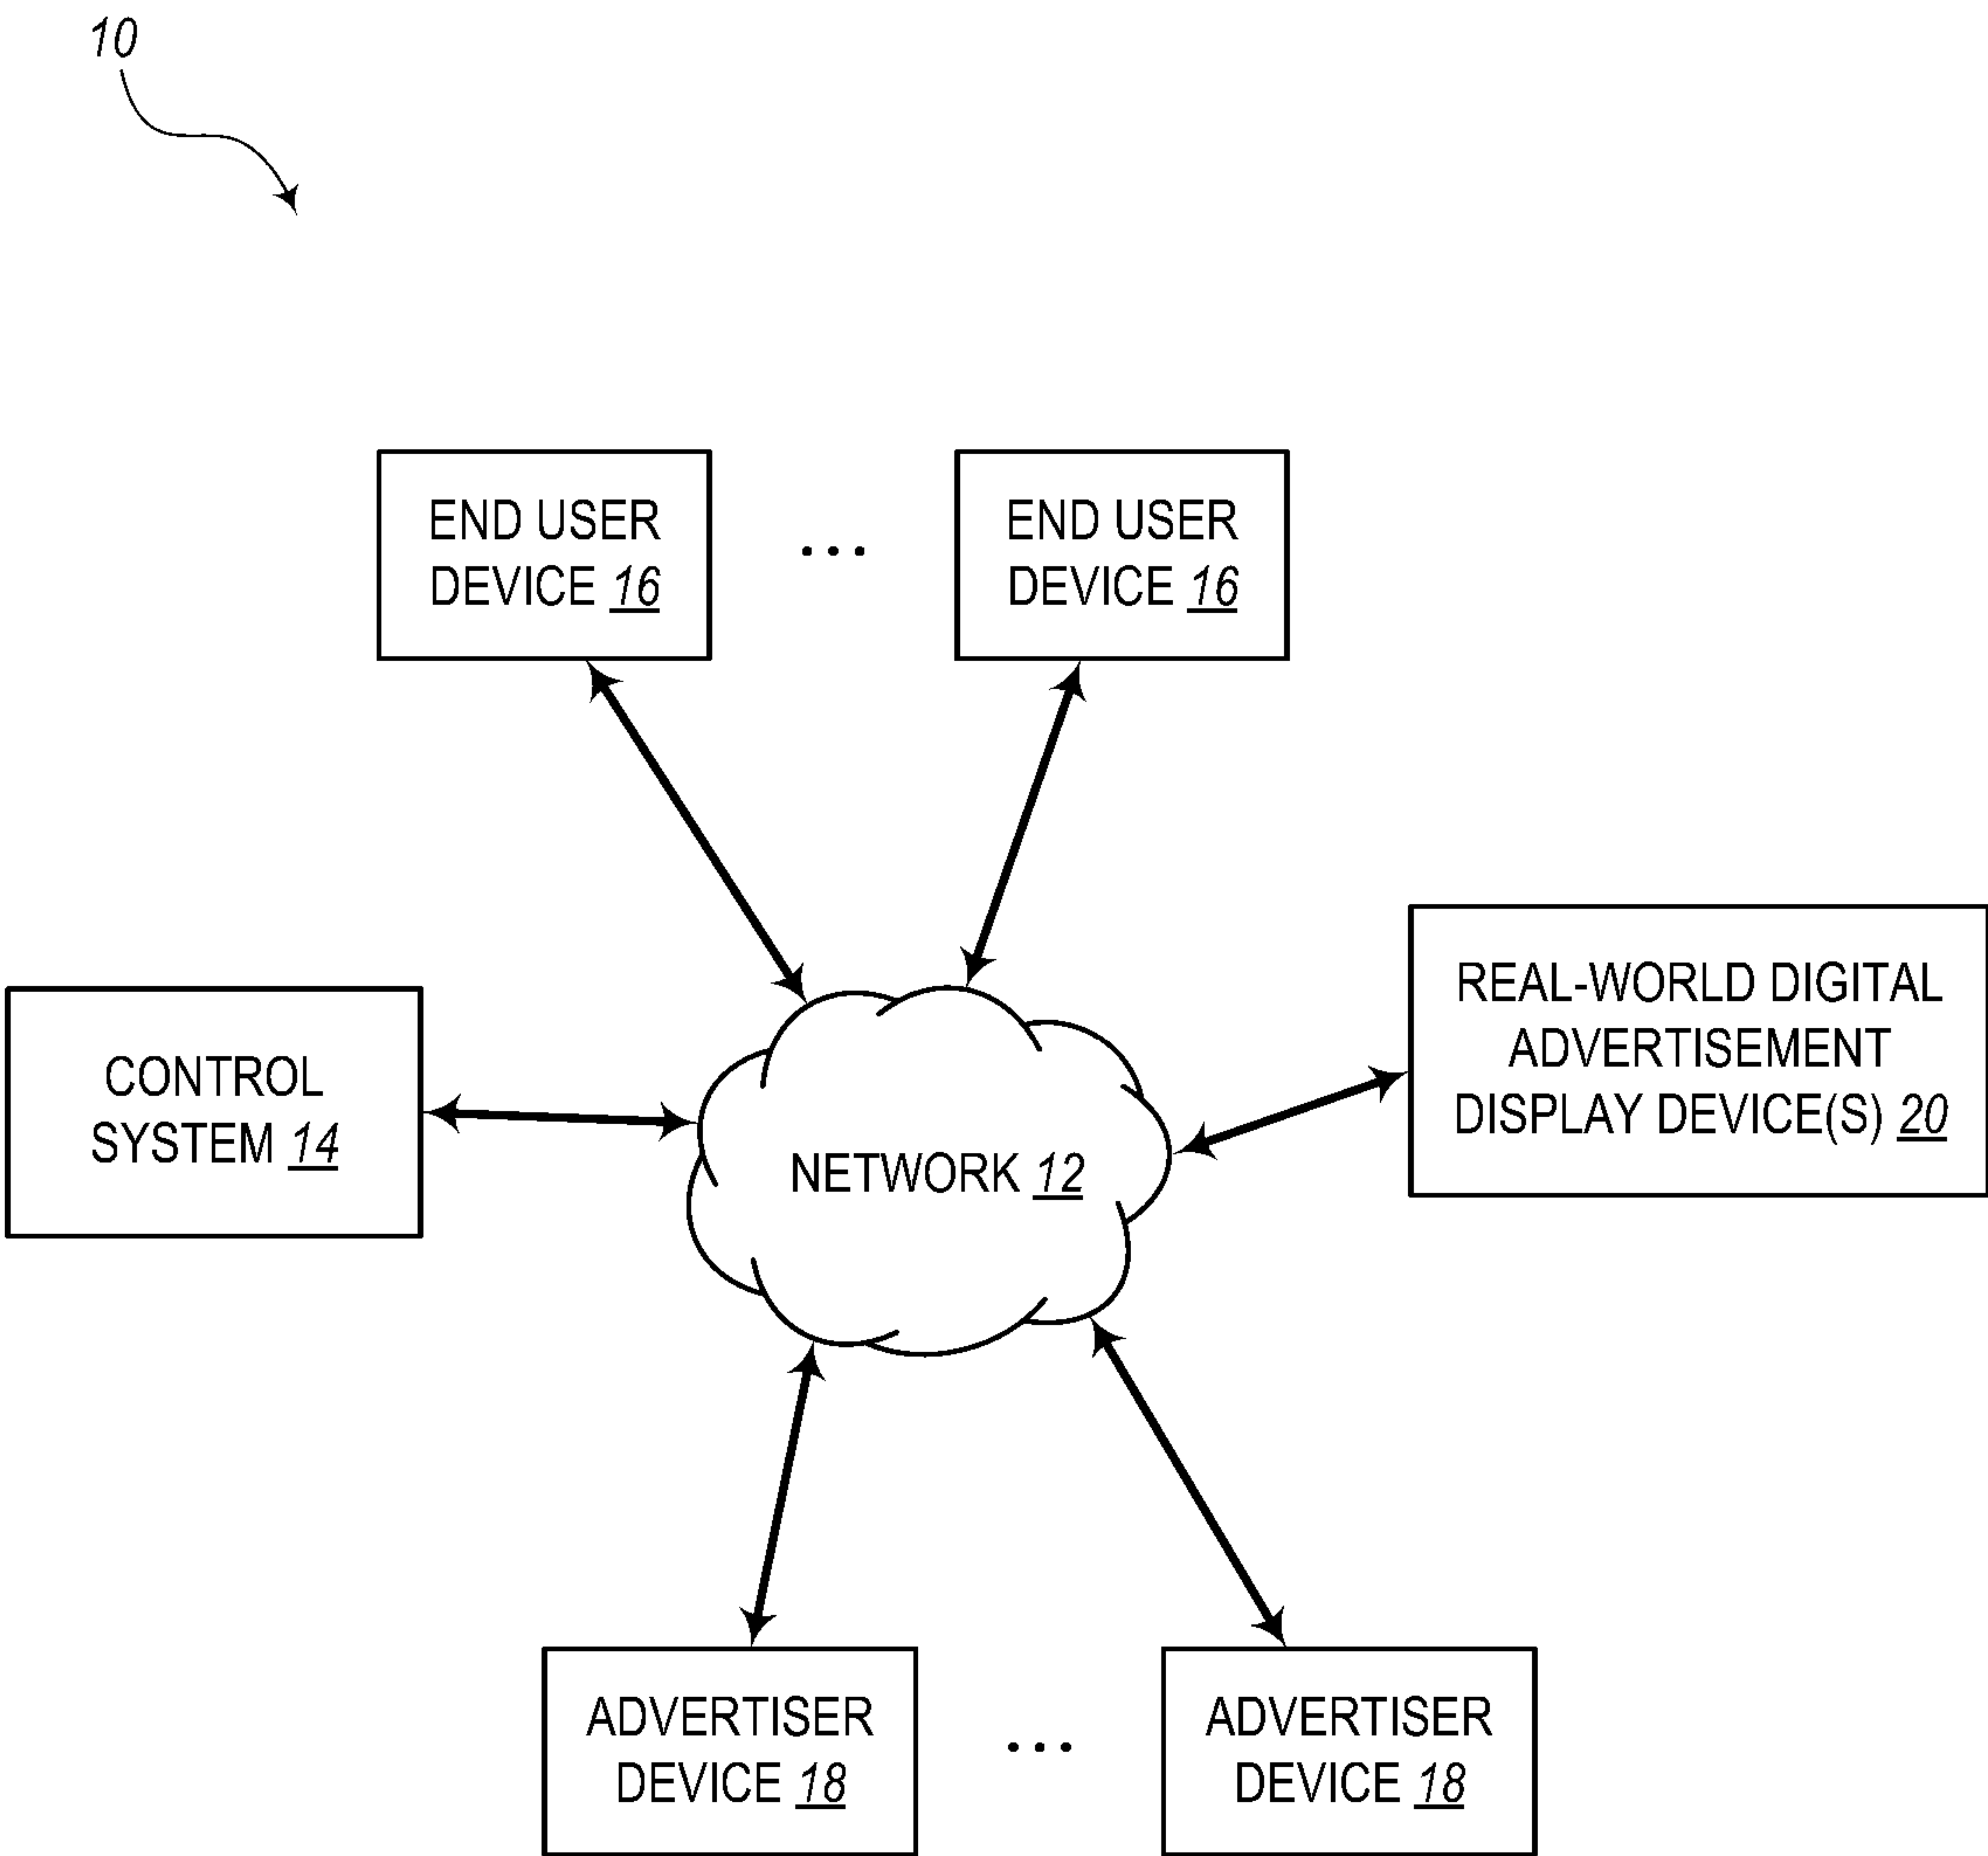 10
END USER
DEVICE 16
...
END USER
DEVICE 16
CONTROL
SYSTEM 14
NETWORK 12
REAL-WORLD DIGITAL
ADVERTISEMENT
DISPLAY DEVICE(S) 20
ADVERTISER
DEVICE 18
...
ADVERTISER
DEVICE 18